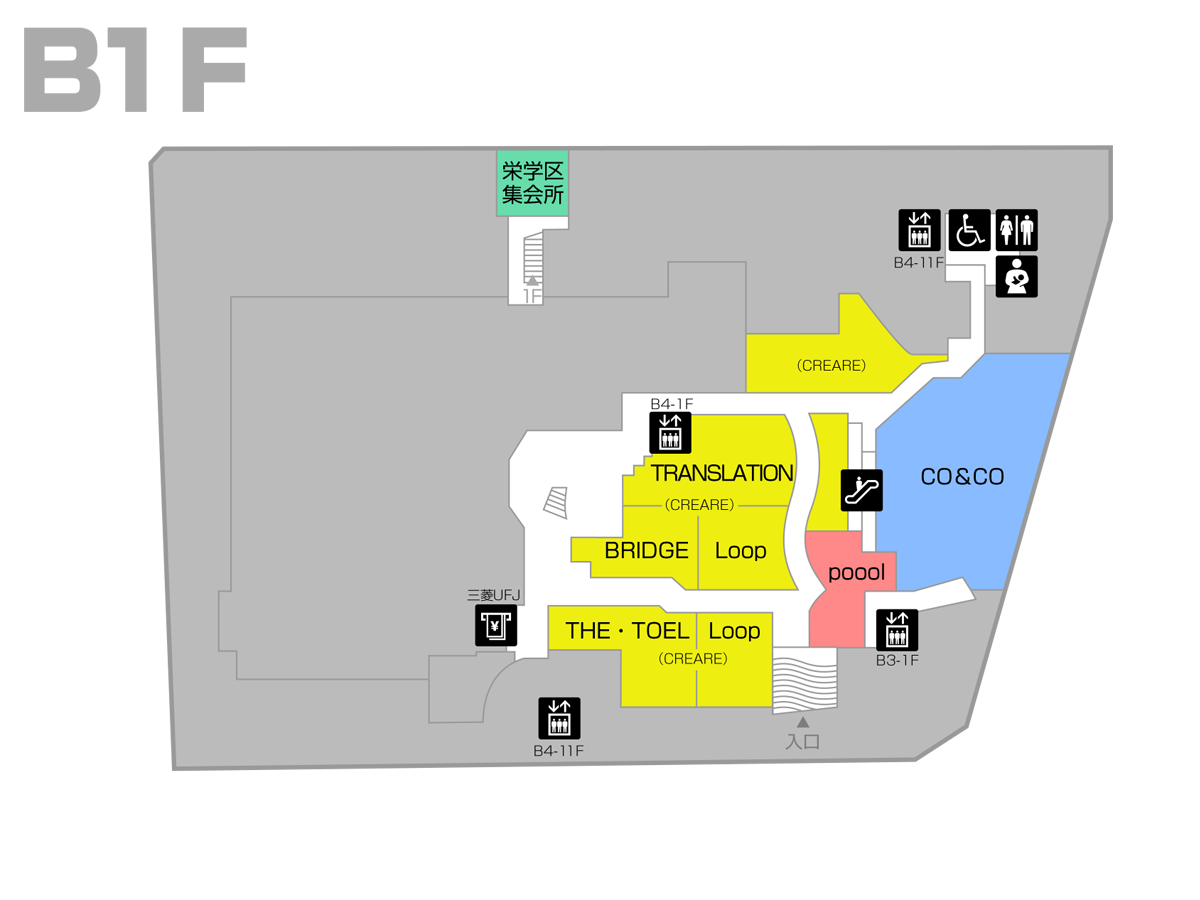 B1F
栄学区
集会所
1F
B4-11F
(CREARE)
B4-1F
TRANSLATION
(CREARE)
CO&CO
BRIDGE
Loop
poool
三菱UFJ
¥
THE・TOEL
Loop
(CREARE)
B3-1F
B4-11F
入口